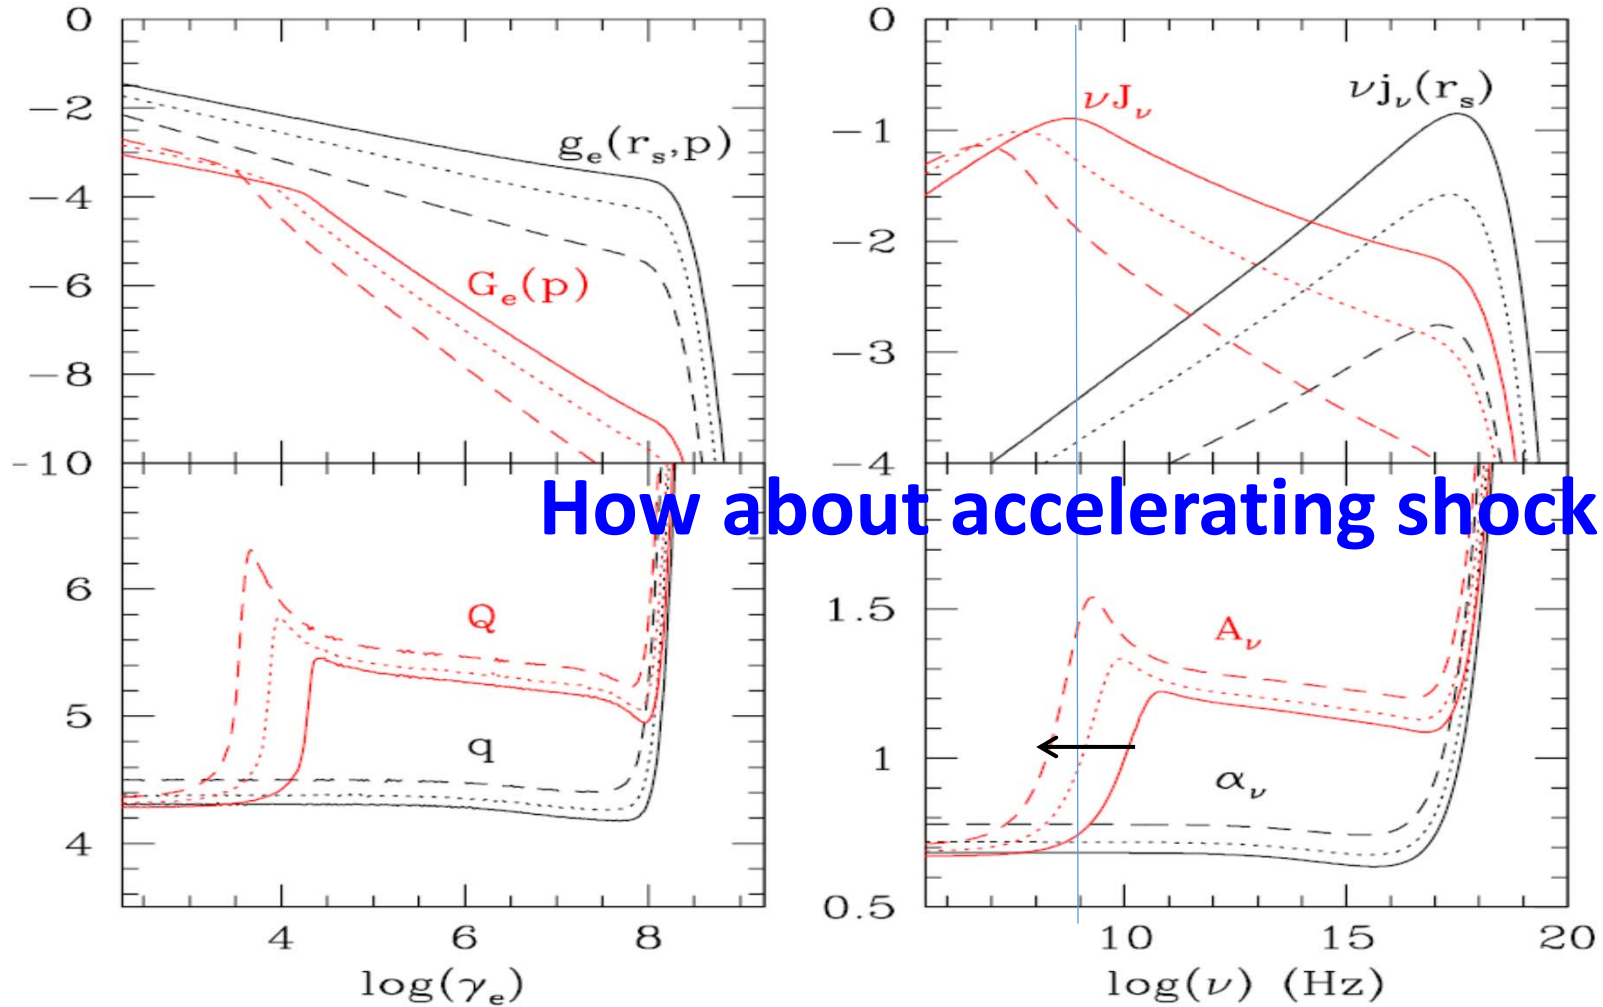 0
−2
−4
−6
−8
−10
g_e(r_s,p)
G_e(p)
0
−1
−2
−3
−4
νJ_ν
νj_ν(r_s)
How about accelerating shock
6
5
4
Q
q
4
6
8
log(γ_e)
1.5
1
0.5
A_ν
α_ν
10
15
20
log(ν) (Hz)